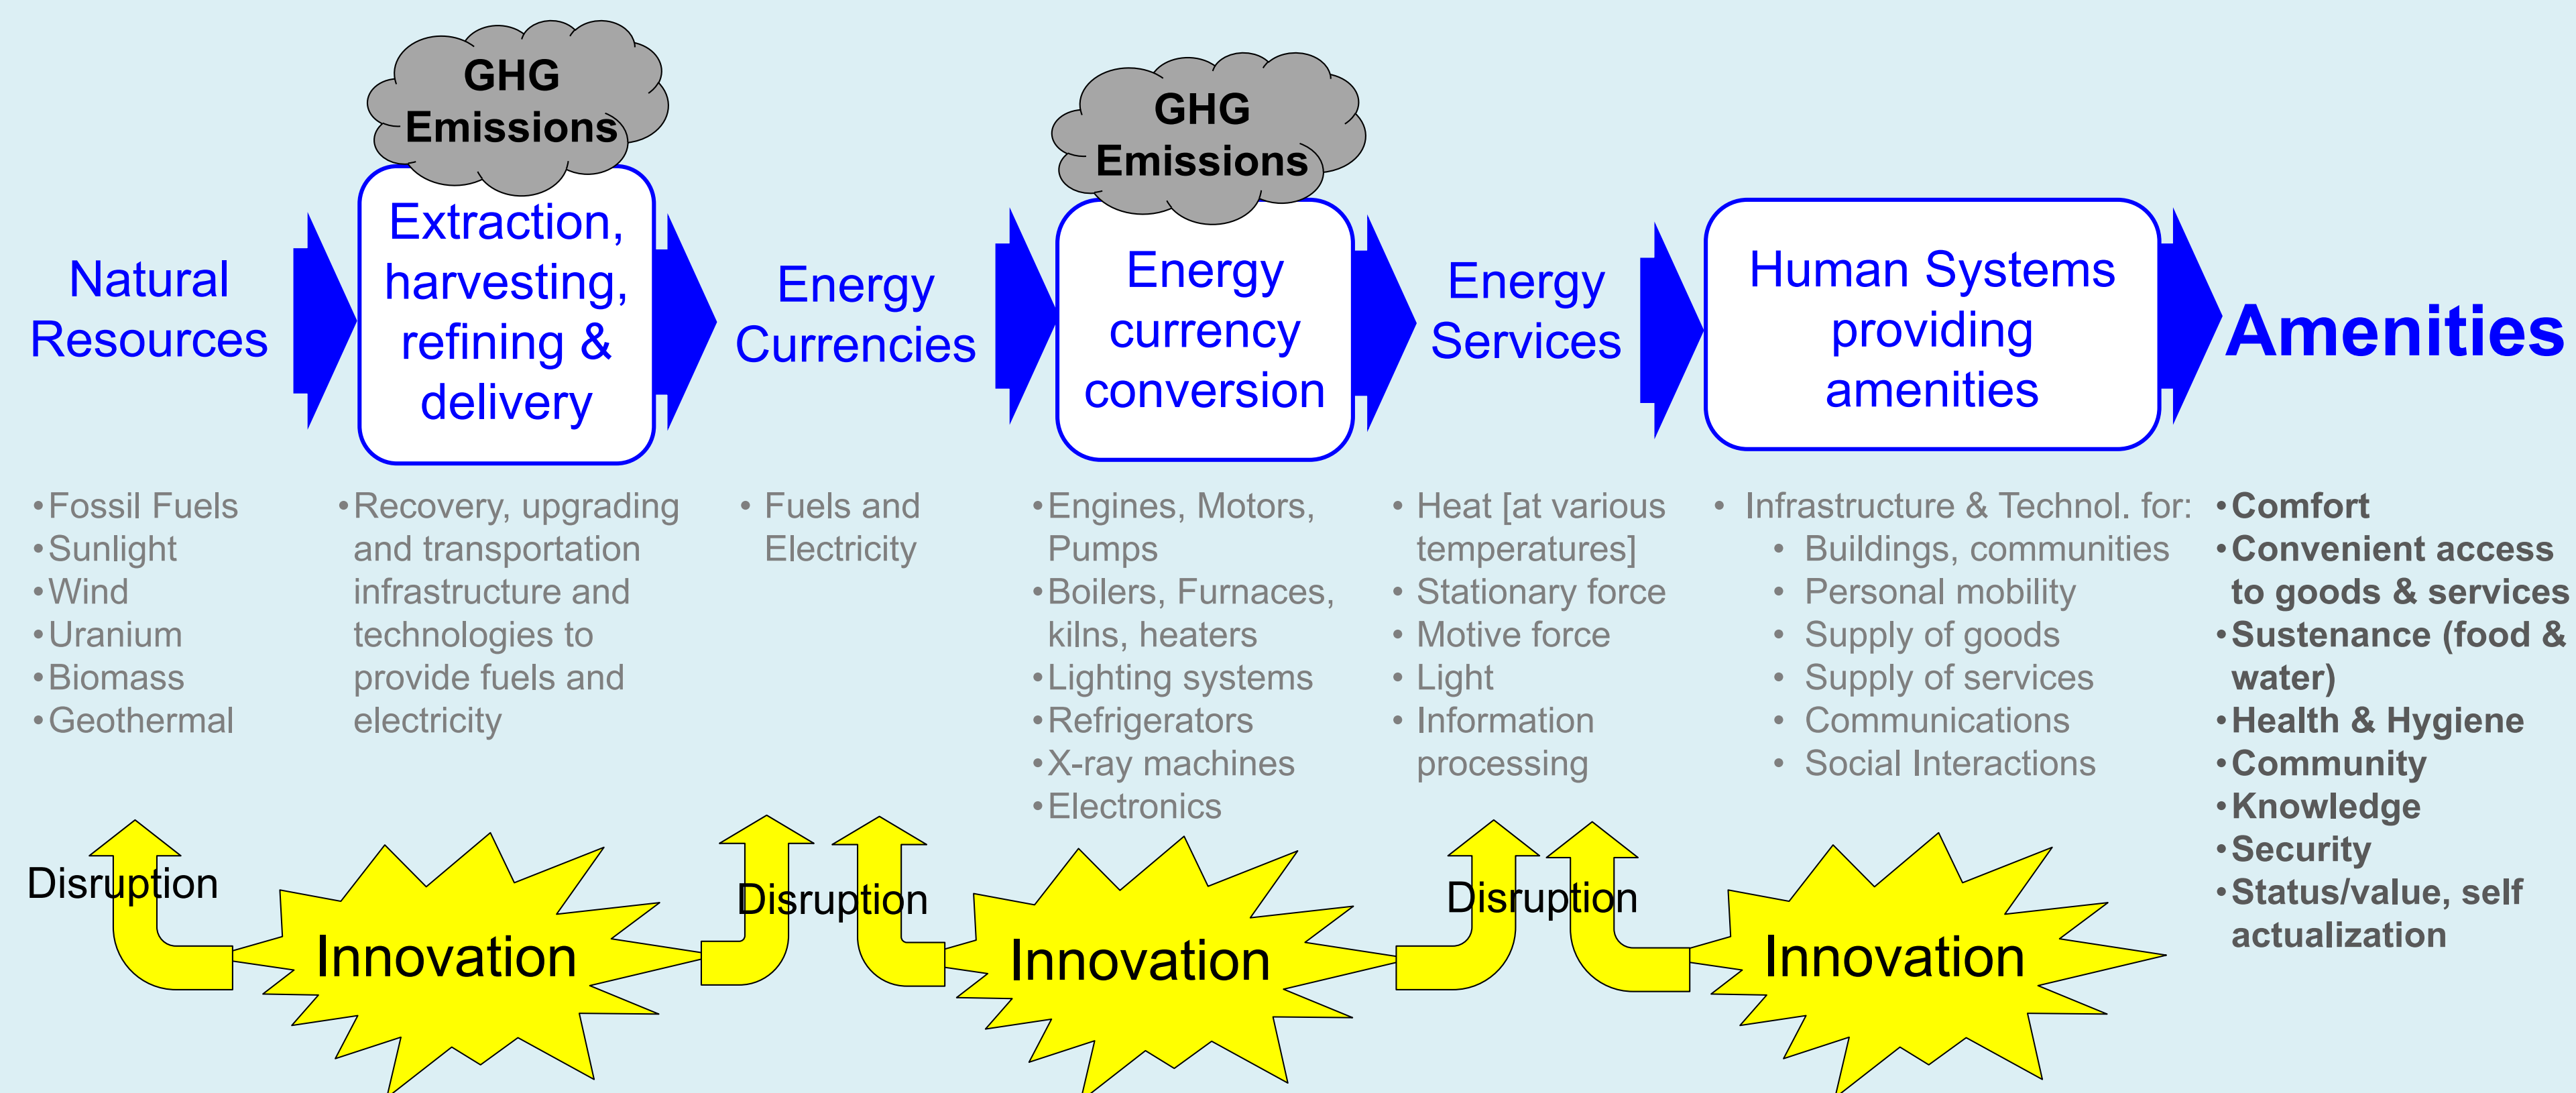 GHG
Emissions
GHG
Emissions
Natural
Resources
Extraction,
harvesting,
refining &
delivery
Energy
Currencies
Energy
currency
conversion
Energy
Services
Human Systems
providing
amenities
Amenities
•Fossil Fuels
•Sunlight
•Wind
•Uranium
•Biomass
•Geothermal
•Recovery, upgrading
and transportation
infrastructure and
technologies to
provide fuels and
electricity
• Fuels and
Electricity
•Engines, Motors,
Pumps
•Boilers, Furnaces,
kilns, heaters
•Lighting systems
•Refrigerators
•X-ray machines
•Electronics
• Heat [at various
temperatures]
• Stationary force
• Motive force
• Light
• Information
processing
• Infrastructure & Technol. for:
• Buildings, communities
• Personal mobility
• Supply of goods
• Supply of services
• Communications
• Social Interactions
•Comfort
•Convenient access
to goods & services
•Sustenance (food &
water)
•Health & Hygiene
•Community
•Knowledge
•Security
•Status/value, self
actualization
Disruption
Innovation
Disruption
Innovation
Disruption
Innovation